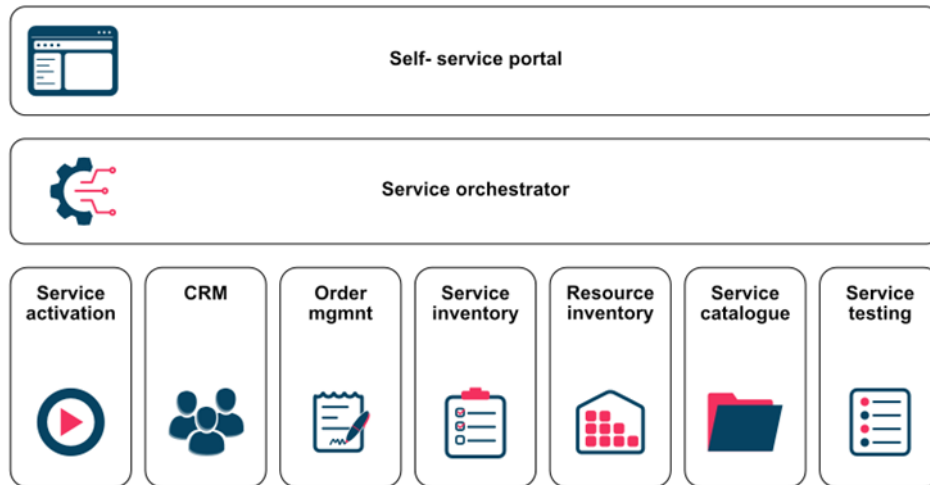 Self- service portal
Service orchestrator
Service
activation
CRM
Order
mgmnt
Service
inventory
Resource
inventory
Service
catalogue
Service
testing